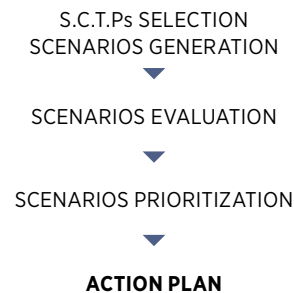 S.C.T.Ps SELECTION
SCENARIOS GENERATION
SCENARIOS EVALUATION
SCENARIOS PRIORITIZATION
ACTION PLAN